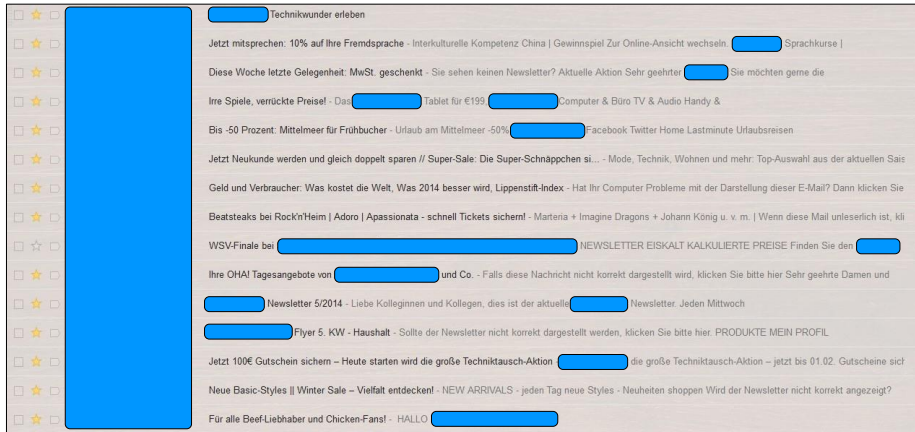 Technikwunder erleben
Jetzt mitsprechen: 10% auf Ihre Fremdsprache - Interkulturelle Kompetenz China | Gewinnspiel Zur Online-Ansicht wechseln. Sprachkurse |
Diese Woche letzte Gelegenheit: MwSt. geschenkt - Sie sehen keinen Newsletter? Aktuelle Aktion Sehr geehrter Sie möchten gerne die
Irre Spiele, verrückte Preise! - Das Tablet für €199, Computer & Büro TV & Audio Handy &
Bis -50 Prozent: Mittelmeer für Frühbucher - Urlaub am Mittelmeer -50% Facebook Twitter Home Lastminute Urlaubsreisen
Jetzt Neukunde werden und gleich doppelt sparen // Super-Sale: Die Super-Schnäppchen si... - Mode, Technik, Wohnen und mehr: Top-Auswahl aus der aktuellen Sais
Geld und Verbraucher: Was kostet die Welt, Was 2014 besser wird, Lippenstift-Index - Hat Ihr Computer Probleme mit der Darstellung dieser E-Mail? Dann klicken Sie
Beatsteaks bei Rock'n'Heim | Adoro | Apassionata - schnell Tickets sichern! - Marteria + Imagine Dragons + Johann König u. v. m. | Wenn diese Mail unleserlich ist, kli
WSV-Finale bei NEWSLETTER EISKALT KALKULIERTE PREISE Finden Sie den
Ihre OHA! Tagesangebote von und Co. - Falls diese Nachricht nicht korrekt dargestellt wird, klicken Sie bitte hier Sehr geehrte Damen und
Newsletter 5/2014 - Liebe Kolleginnen und Kollegen, dies ist der aktuelle Newsletter. Jeden Mittwoch
Flyer 5. KW - Haushalt - Sollte der Newsletter nicht korrekt dargestellt werden, klicken Sie bitte hier. PRODUKTE MEIN PROFIL
Jetzt 100€ Gutschein sichern – Heute starten wird die große Techniktausch-Aktion die große Techniktausch-Aktion – jetzt bis 01.02. Gutscheine sich
Neue Basic-Styles || Winter Sale – Vielfalt entdecken! - NEW ARRIVALS - jeden Tag neue Styles - Neuheiten shoppen Wird der Newsletter nicht korrekt angezeigt?
Für alle Beef-Liebhaber und Chicken-Fans! - HALLO